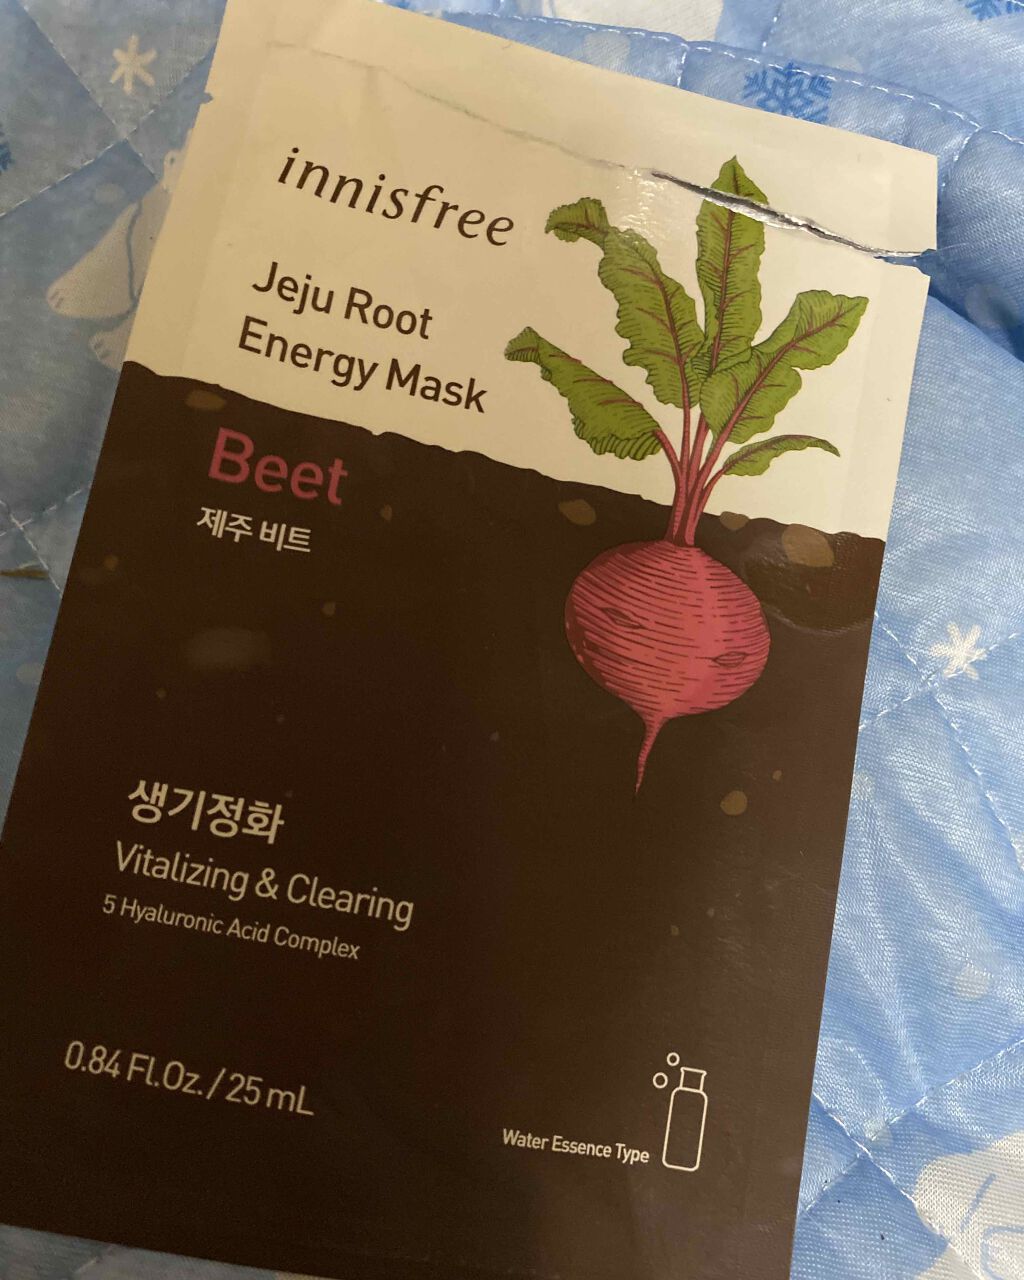 innisfree
Jeju Root
Energy Mask
Beet
제주 비트
생기정화
Vitalizing & Clearing
5 Hyaluronic Acid Complex
0.84 Fl.Oz. / 25 mL
Water Essence Type